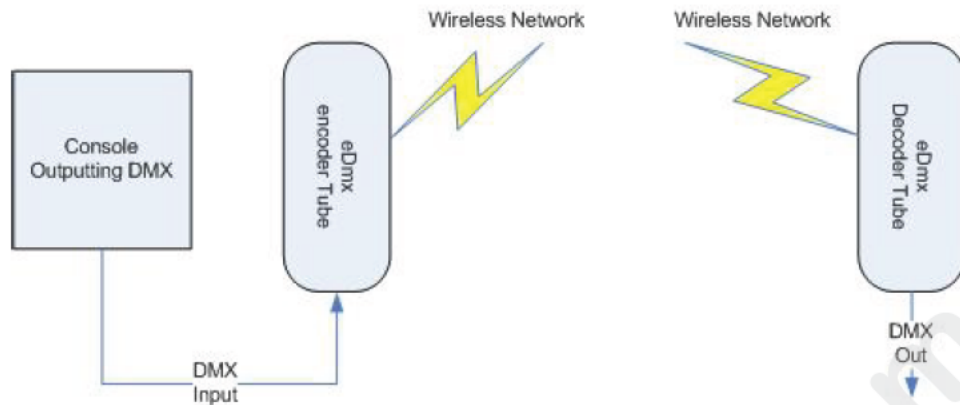 Wireless Network
Wireless Network
Console
Outputting DMX
eDmx
encoder Tube
eDmx
Decoder Tube
DMX
Input
DMX
Out